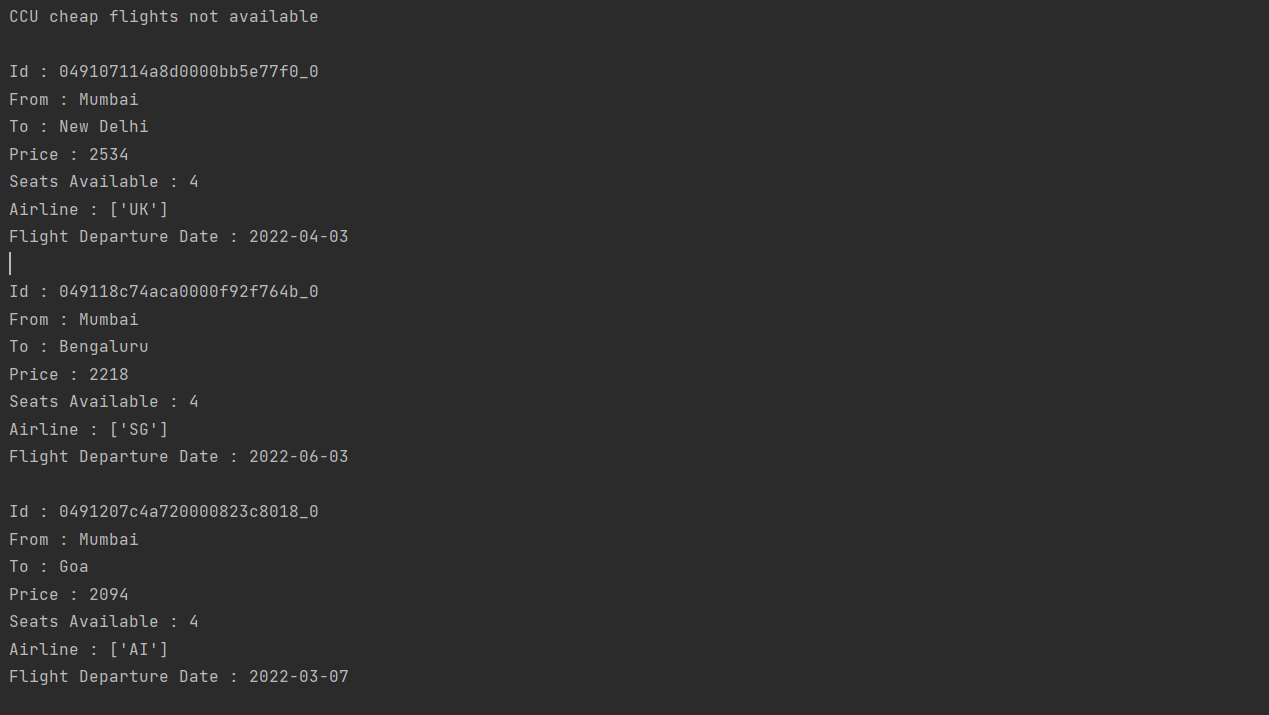 CCU cheap flights not available
Id : 049107114a8d0000bb5e77f0_0
From : Mumbai
To : New Delhi
Price : 2534
Seats Available : 4
Airline : ['UK']
Flight Departure Date : 2022-04-03
Id : 049118c74aca0000f92f764b_0
From : Mumbai
To : Bengaluru
Price : 2218
Seats Available : 4
Airline : ['SG']
Flight Departure Date : 2022-06-03
Id : 0491207c4a720000823c8018_0
From : Mumbai
To : Goa
Price : 2094
Seats Available : 4
Airline : ['AI']
Flight Departure Date : 2022-03-07